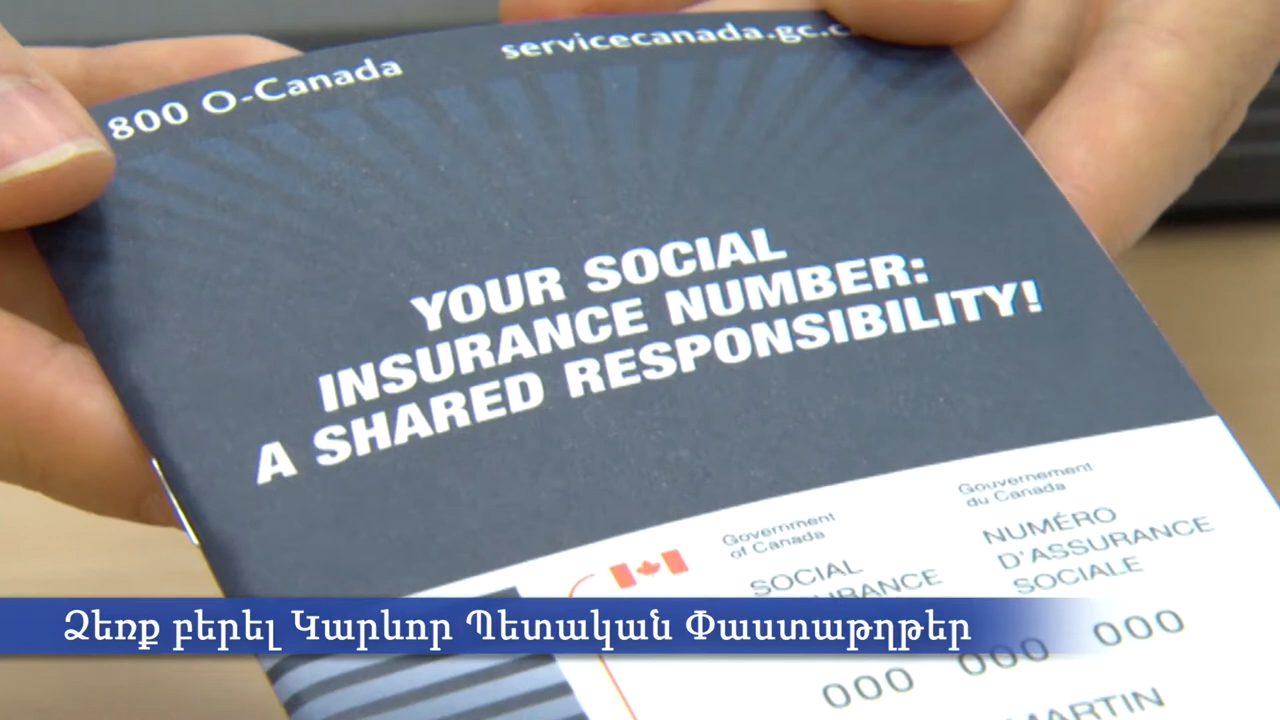 800 O-Canada
servicecanada.gc.c
YOUR SOCIAL
INSURANCE NUMBER:
A SHARED RESPONSIBILITY!
Government
of Canada
Gouvernement
du Canada
SOCIAL
NUMÉRO
D'ASSURANCE
SOCIALE
Ձեռք բերել Կարևոր Պետական Փաստաթղթեր
000 000 000
MARTIN